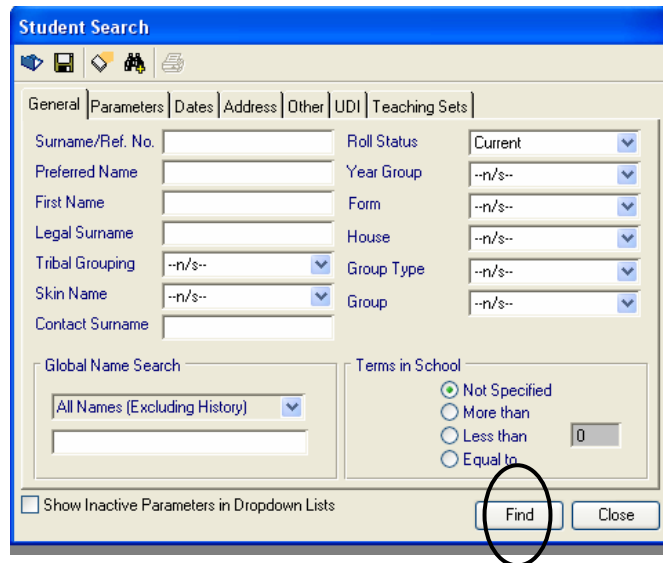 Student Search
General Parameters Dates Address Other UDI Teaching Sets
Surname/Ref. No.
Preferred Name
First Name
Legal Surname
Tribal Grouping --n/s--
Skin Name --n/s--
Contact Surname
Roll Status Current
Year Group --n/s--
Form --n/s--
House --n/s--
Group Type --n/s--
Group --n/s--
Global Name Search
All Names (Excluding History)
Terms in School
Not Specified
More than
Less than 0
Equal to
Show Inactive Parameters in Dropdown Lists
Find Close